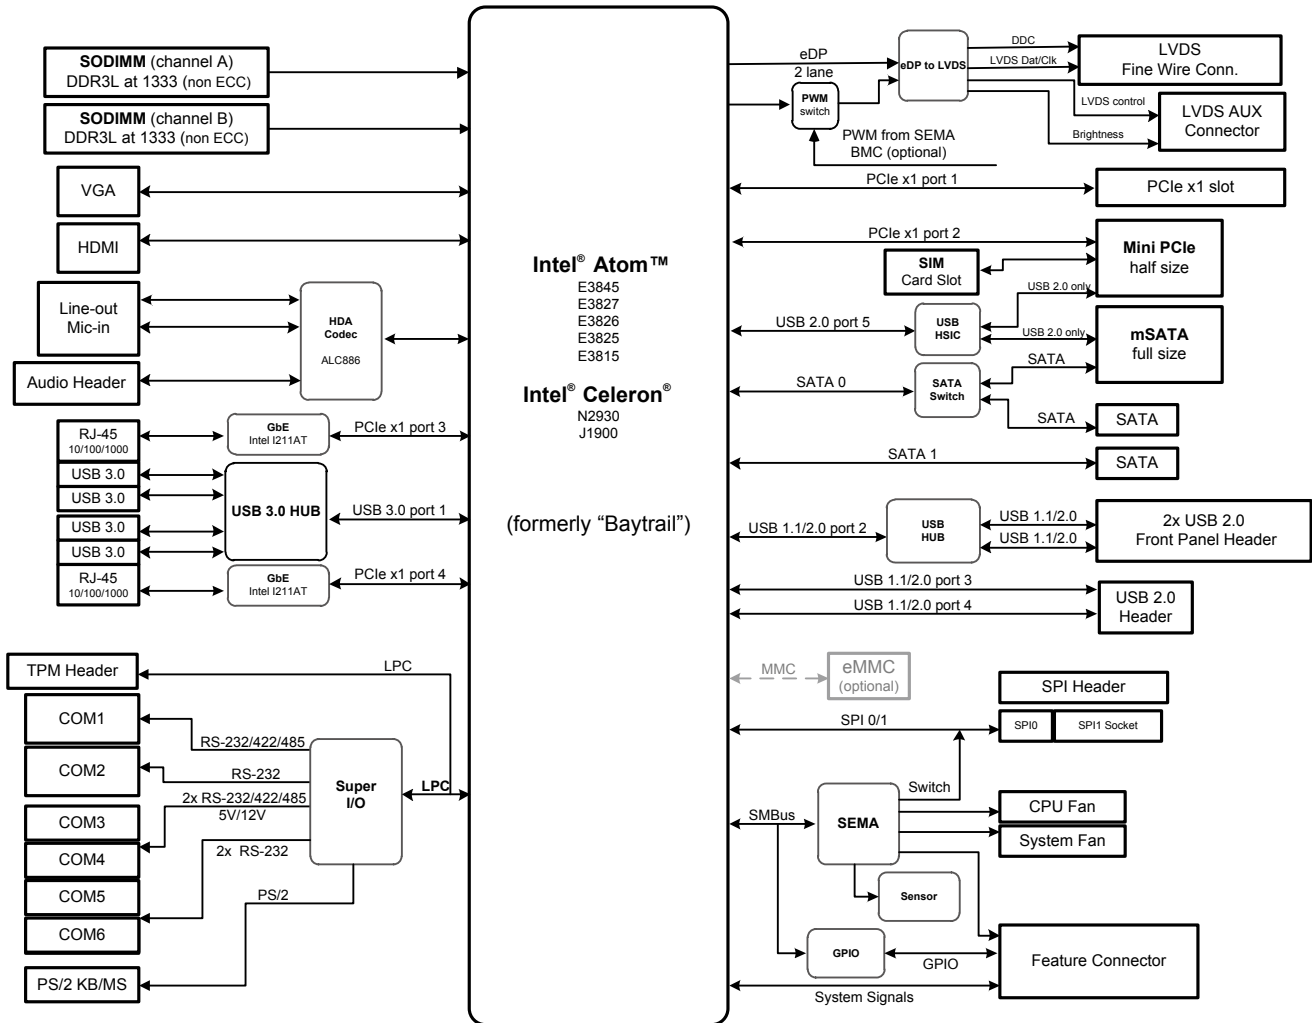 SODIMM (channel A)
DDR3L at 1333 (non ECC)
SODIMM (channel B)
DDR3L at 1333 (non ECC)
VGA
HDMI
Line-out
Mic-in
Audio Header
HDA
Codec
ALC886
RJ-45
10/100/1000
GbE
Intel I211AT
PCIe x1 port 3
USB 3.0
USB 3.0
USB 3.0
USB 3.0
USB 3.0 HUB
USB 3.0 port 1
RJ-45
10/100/1000
GbE
Intel I211AT
PCIe x1 port 4
TPM Header
LPC
COM1
RS-232/422/485
COM2
RS-232
2x RS-232/422/485
5V/12V
COM3
COM4
2x RS-232
COM5
COM6
PS/2
PS/2 KB/MS
Super
I/O
LPC
Intel® Atom™
E3845
E3827
E3826
E3825
E3815
Intel® Celeron®
N2930
J1900
(formerly “Baytrail”)
eDP
2 lane
PWM
switch
eDP to LVDS
DDC
LVDS Dat/Clk
LVDS control
Brightness
LVDS
Fine Wire Conn.
LVDS AUX
Connector
PWM from SEMA
BMC (optional)
PCIe x1 port 1
PCIe x1 slot
PCIe x1 port 2
SIM
Card Slot
Mini PCIe
half size
USB 2.0 only
USB 2.0 port 5
USB
HSIC
USB 2.0 only
mSATA
full size
SATA 0
SATA
Switch
SATA
SATA
SATA
SATA 1
SATA
USB 1.1/2.0 port 2
USB
HUB
USB 1.1/2.0
USB 1.1/2.0
2x USB 2.0
Front Panel Header
USB 1.1/2.0 port 3
USB 1.1/2.0 port 4
USB 2.0
Header
MMC
eMMC
(optional)
SPI Header
SPI 0/1
SPI0
SPI1 Socket
Switch
SMBus
SEMA
CPU Fan
System Fan
Sensor
GPIO
GPIO
Feature Connector
System Signals